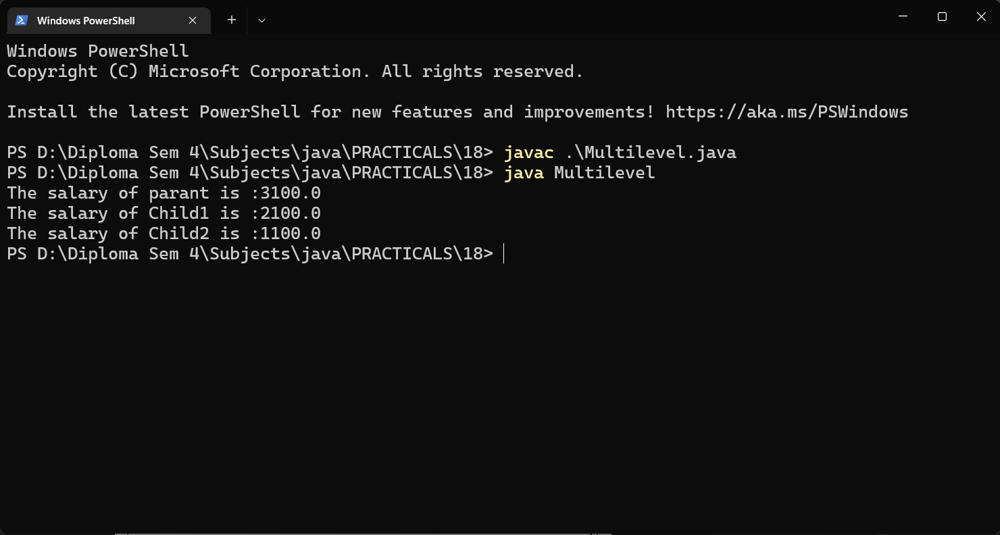 Windows PowerShell
Windows PowerShell
Copyright (C) Microsoft Corporation. All rights reserved.
Install the latest PowerShell for new features and improvements! https://aka.ms/PSWindows
PS D:\Diploma Sem 4\Subjects\java\PRACTICALS\18> javac .\Multilevel.java
PS D:\Diploma Sem 4\Subjects\java\PRACTICALS\18> java Multilevel
The salary of parant is :3100.0
The salary of Child1 is :2100.0
The salary of Child2 is :1100.0
PS D:\Diploma Sem 4\Subjects\java\PRACTICALS\18>